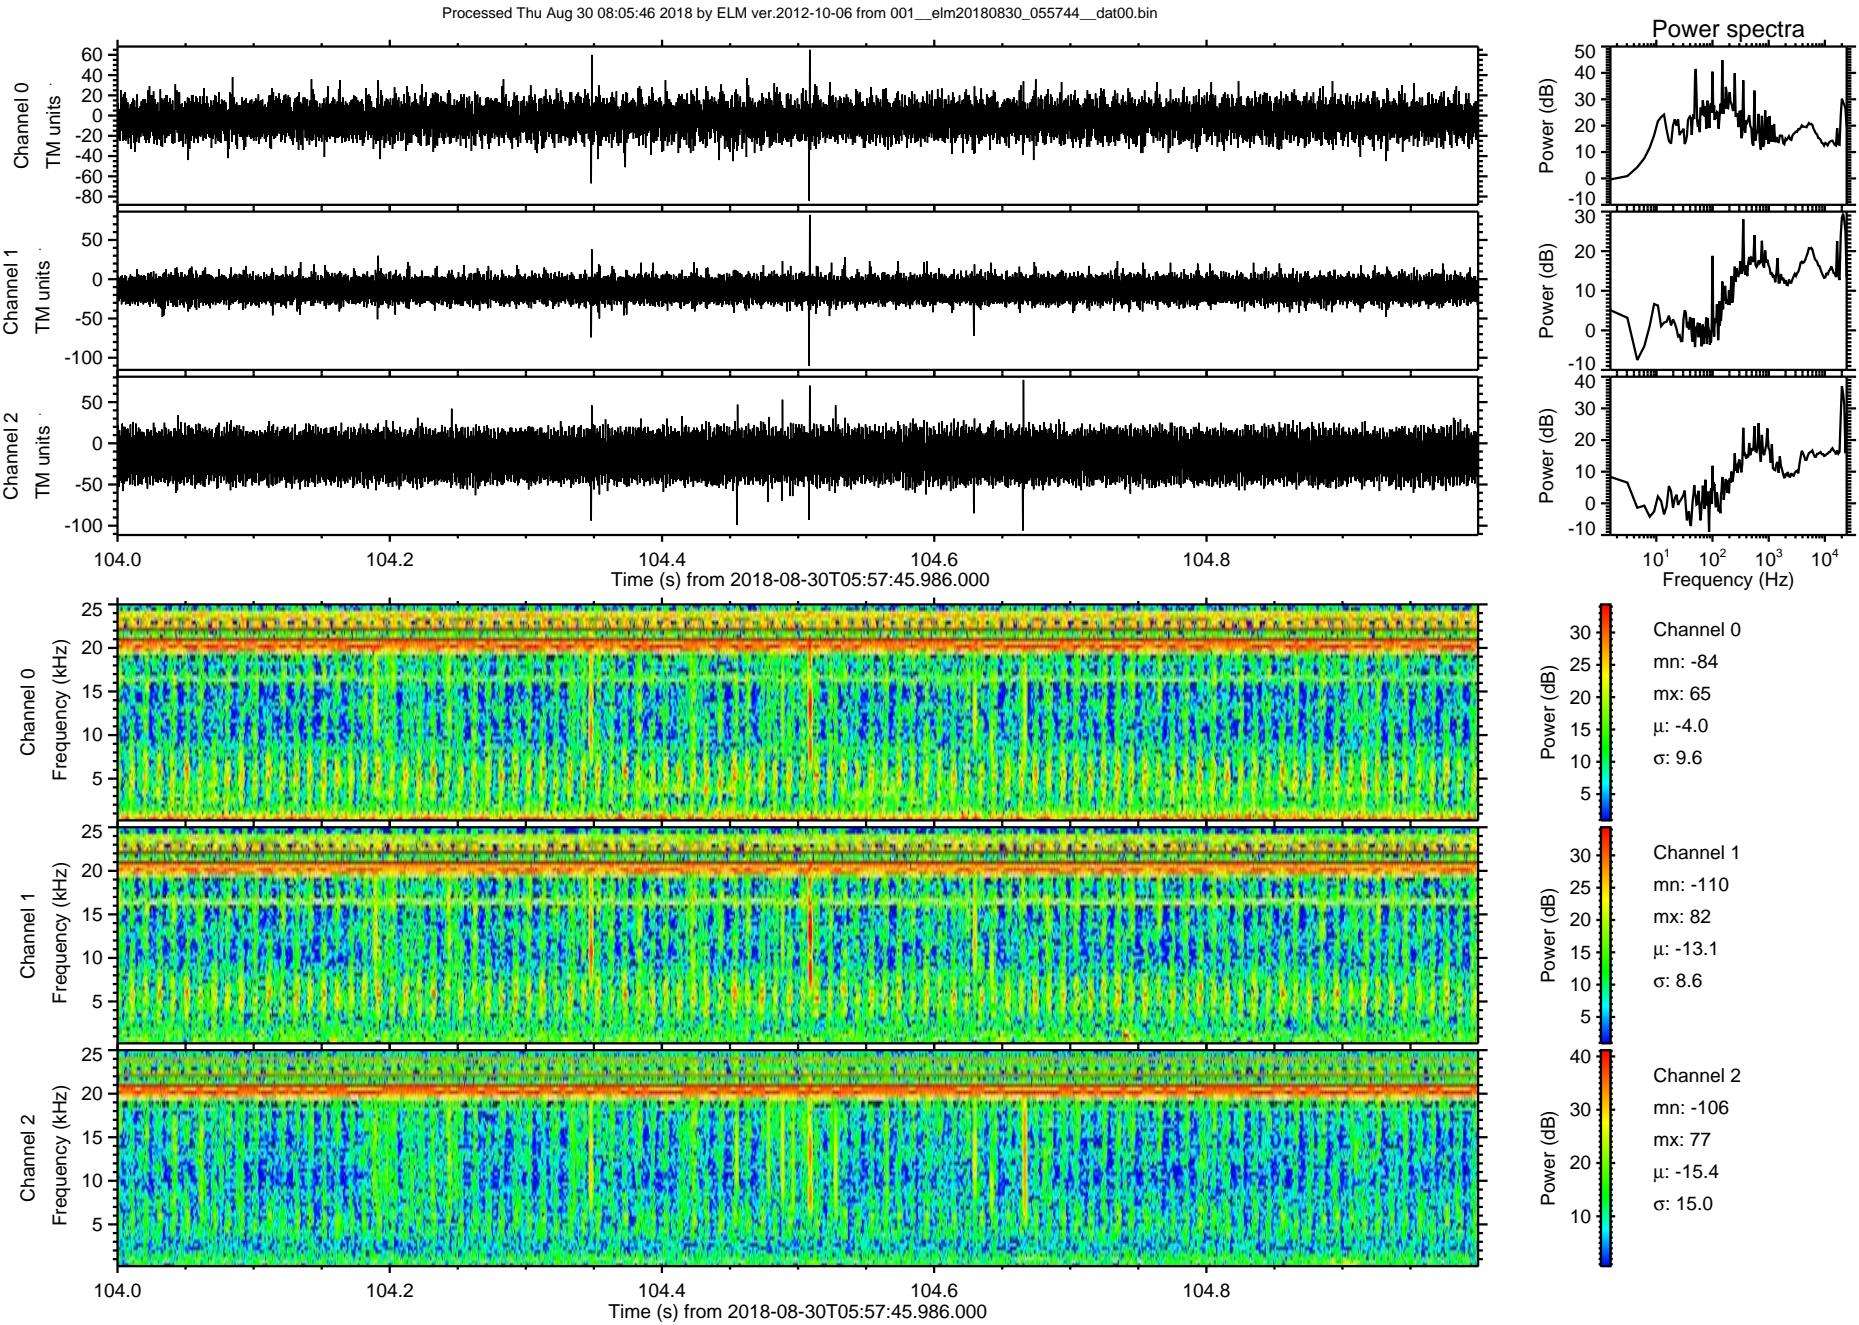 Processed Thu Aug 30 08:05:46 2018 by ELM ver.2012-10-06 from 001__elm20180830_055744__dat00.bin
Power spectra
Channel 0
TM units
60
40
20
0
-20
-40
-60
-80
Power (dB)
50
40
30
20
10
0
-10
Channel 1
TM units
50
0
-50
-100
Power (dB)
30
20
10
0
-10
Channel 2
TM units
50
0
-50
-100
Power (dB)
40
30
20
10
0
-10
104.0 104.2 104.4 104.6 104.8
Time (s) from 2018-08-30T05:57:45.986.000
10¹ 10² 10³ 10⁴
Frequency (Hz)
Channel 0
Frequency (kHz)
25
20
15
10
5
Power (dB)
30
25
20
15
10
5
Channel 0
mn: -84
mx: 65
μ: -4.0
σ: 9.6
Channel 1
Frequency (kHz)
25
20
15
10
5
Power (dB)
30
25
20
15
10
5
Channel 1
mn: -110
mx: 82
μ: -13.1
σ: 8.6
Channel 2
Frequency (kHz)
25
20
15
10
5
Power (dB)
40
30
20
10
Channel 2
mn: -106
mx: 77
μ: -15.4
σ: 15.0
104.0 104.2 104.4 104.6 104.8
Time (s) from 2018-08-30T05:57:45.986.000